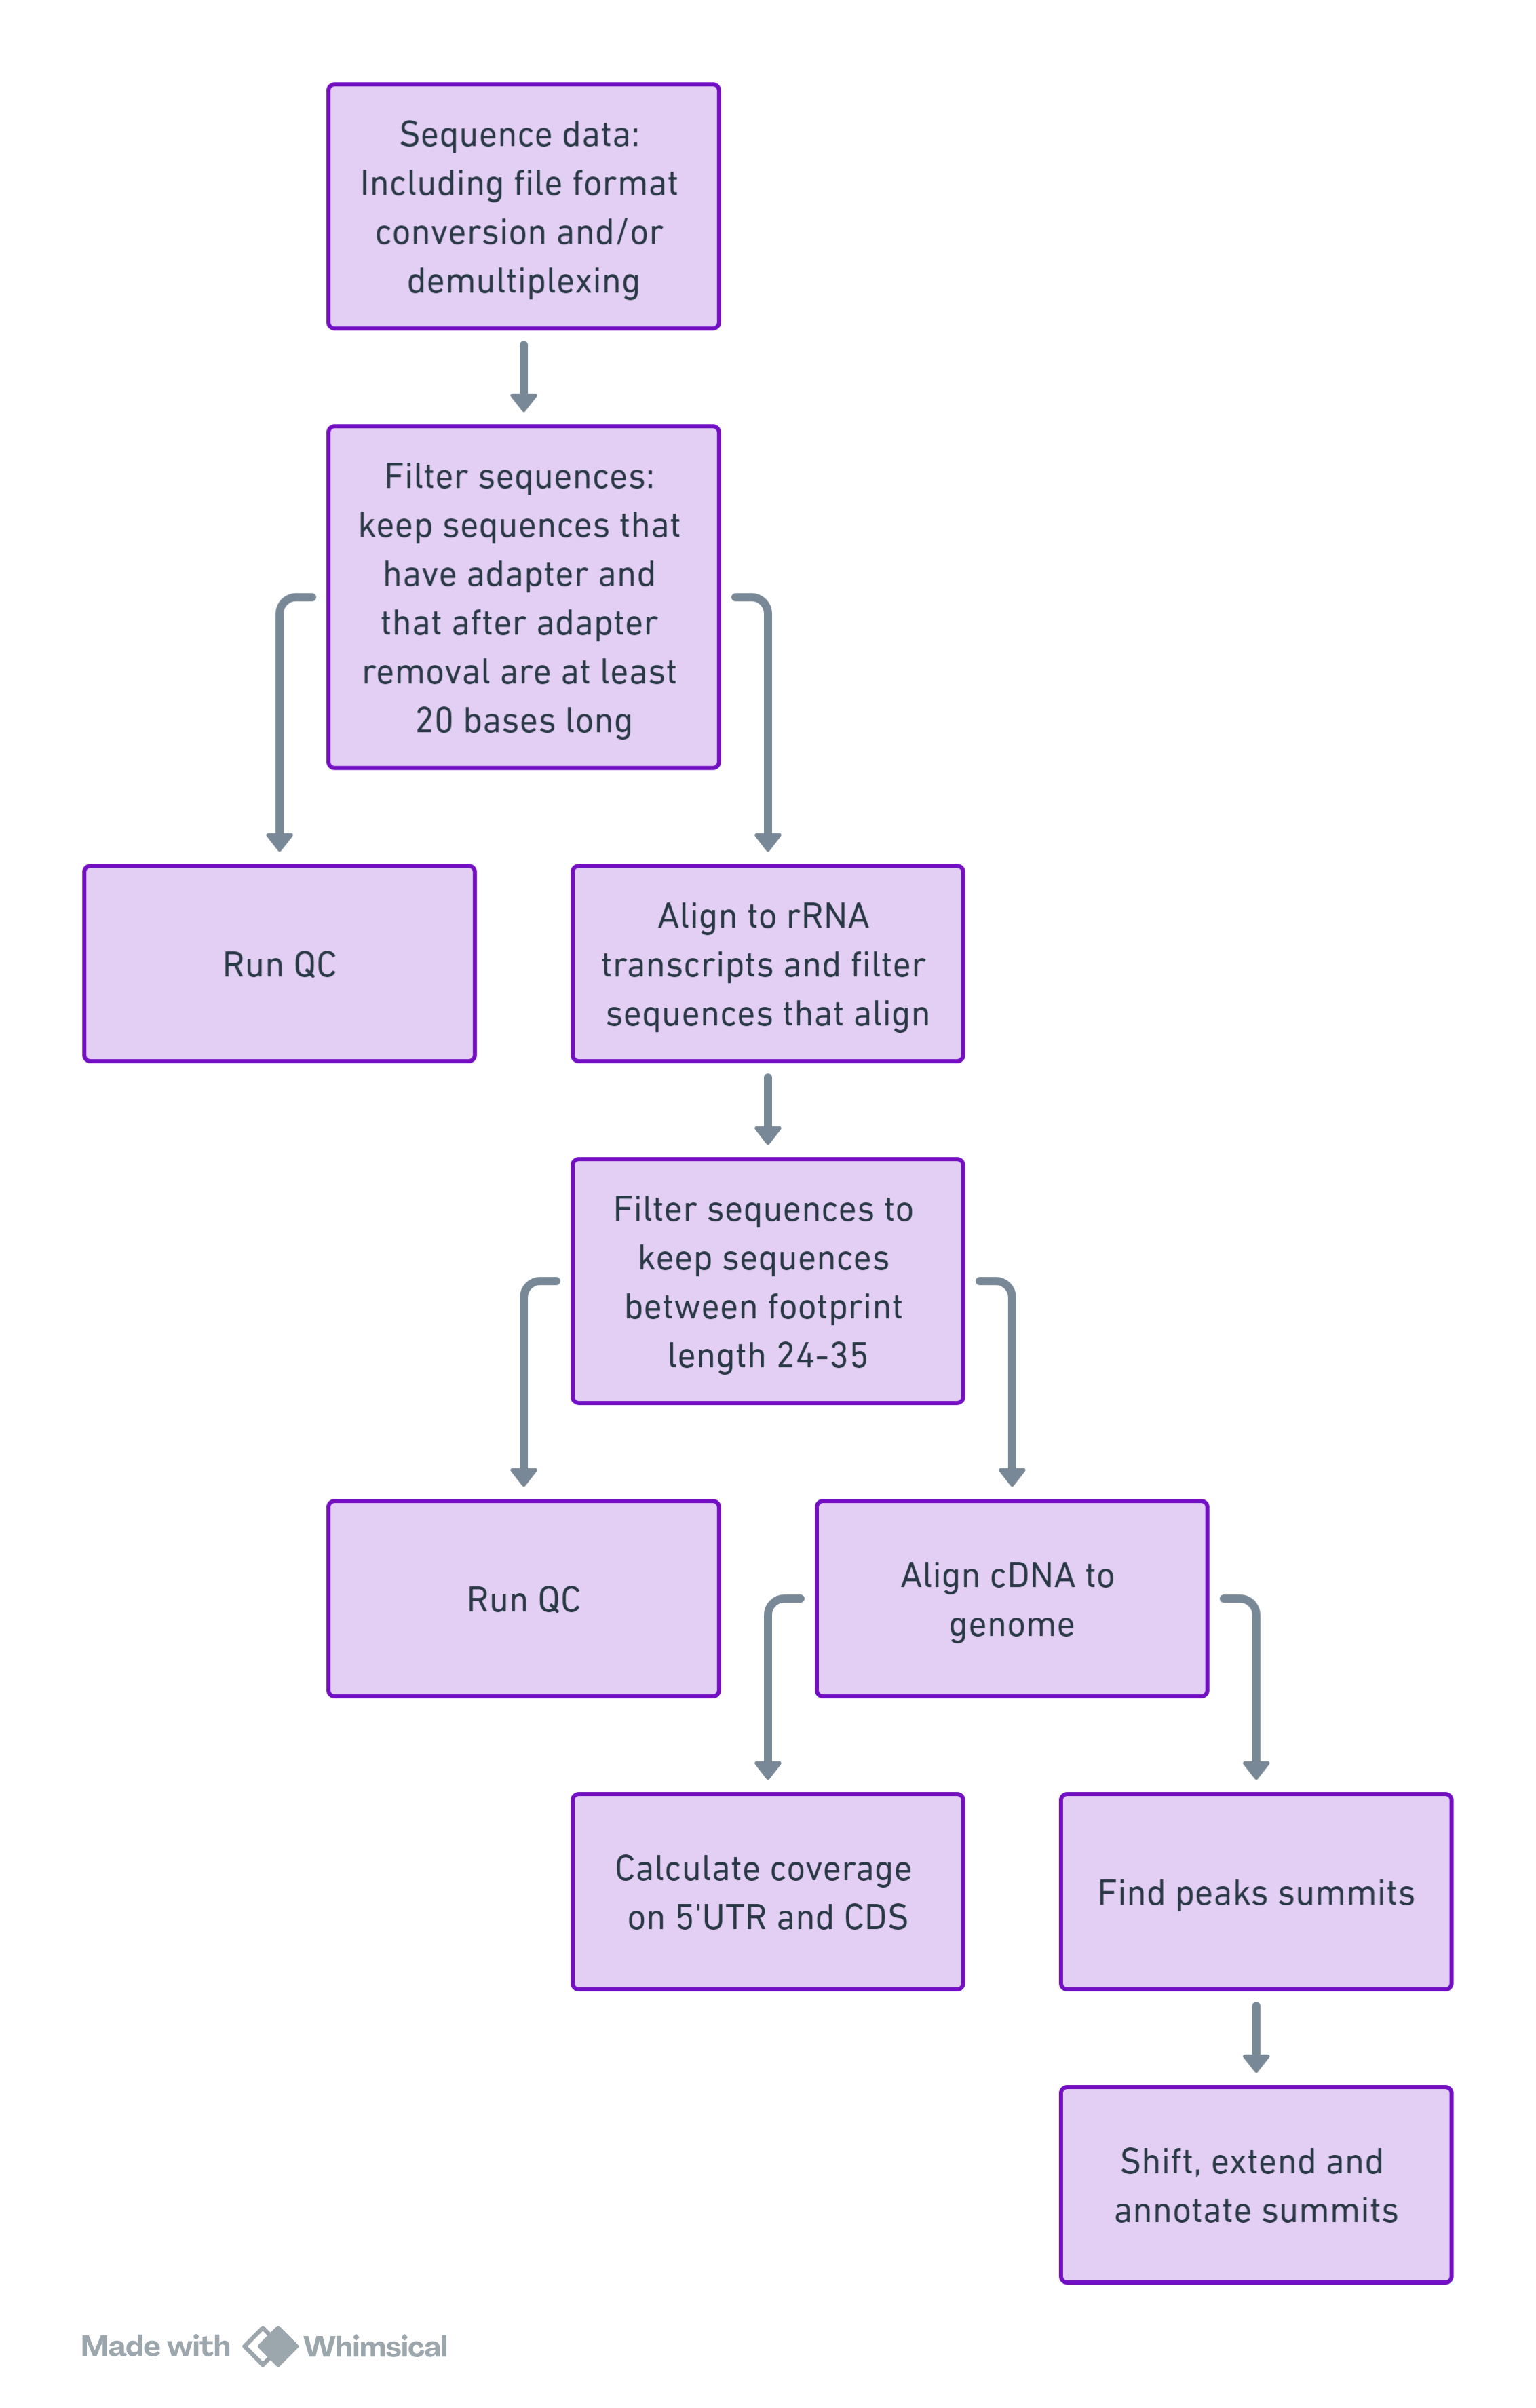 Sequence data:
Including file format
conversion and/or
demultiplexing
Filter sequences:
keep sequences that
have adapter and
that after adapter
removal are at least
20 bases long
Run QC
Align to rRNA
transcripts and filter
sequences that align
Filter sequences to
keep sequences
between footprint
length 24-35
Run QC
Align cDNA to
genome
Calculate coverage
on 5'UTR and CDS
Find peaks summits
Shift, extend and
annotate summits
Made with Whimsical